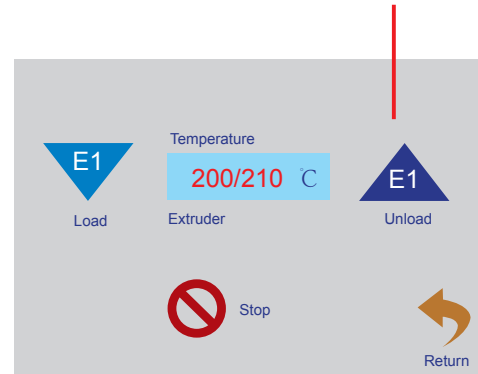 Temperature
E1
200/210 ℃
E1
Load
Extruder
Unload
Stop
Return